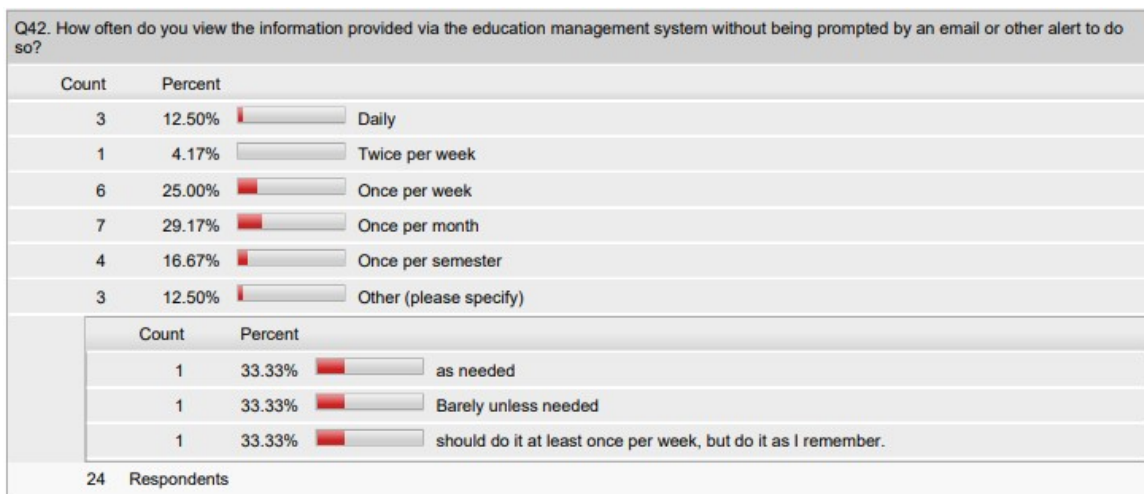 Q42. How often do you view the information provided via the education management system without being prompted by an email or other alert to do
so?
Count Percent
3 12.50% Daily
1 4.17% Twice per week
6 25.00% Once per week
7 29.17% Once per month
4 16.67% Once per semester
3 12.50% Other (please specify)
Count Percent
1 33.33% as needed
1 33.33% Barely unless needed
1 33.33% should do it at least once per week, but do it as I remember.
24 Respondents